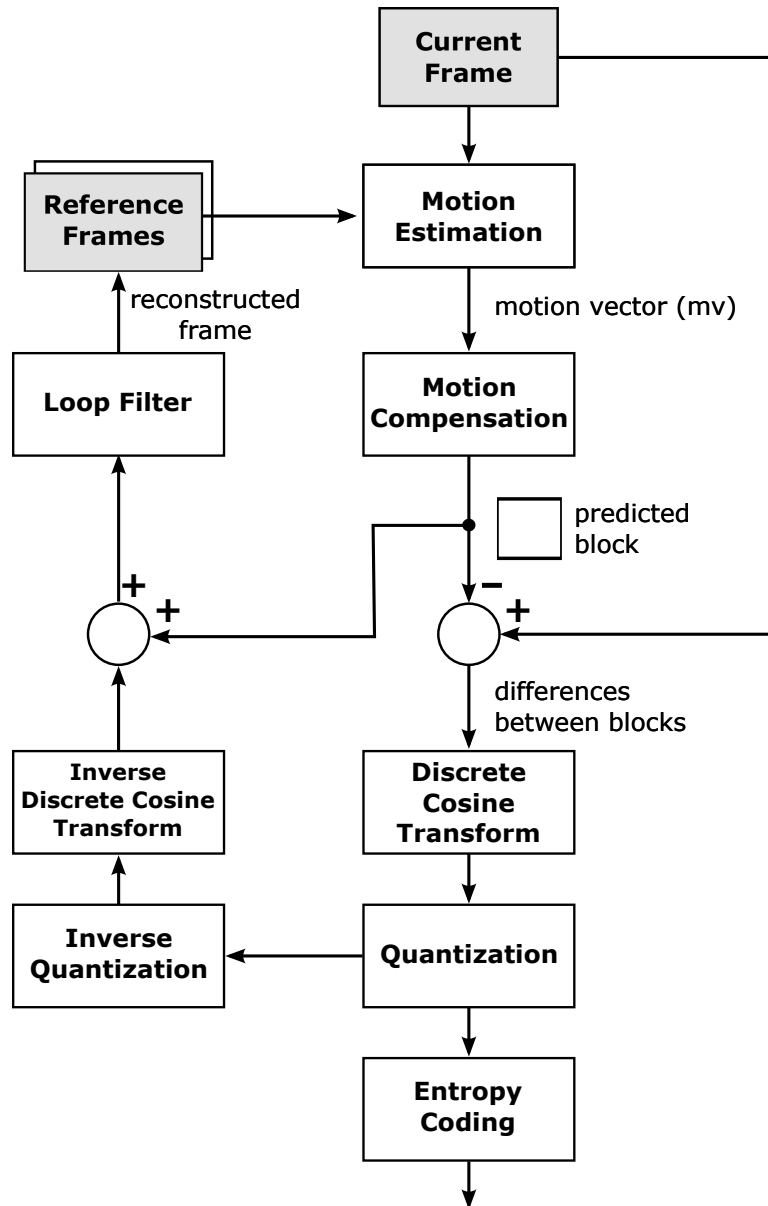 Current
Frame
Reference
Frames
Motion
Estimation
reconstructed
frame
motion vector (mv)
Loop Filter
Motion
Compensation
predicted
block
+
+
−
+
differences
between blocks
Inverse
Discrete Cosine
Transform
Discrete
Cosine
Transform
Inverse
Quantization
Quantization
Entropy
Coding